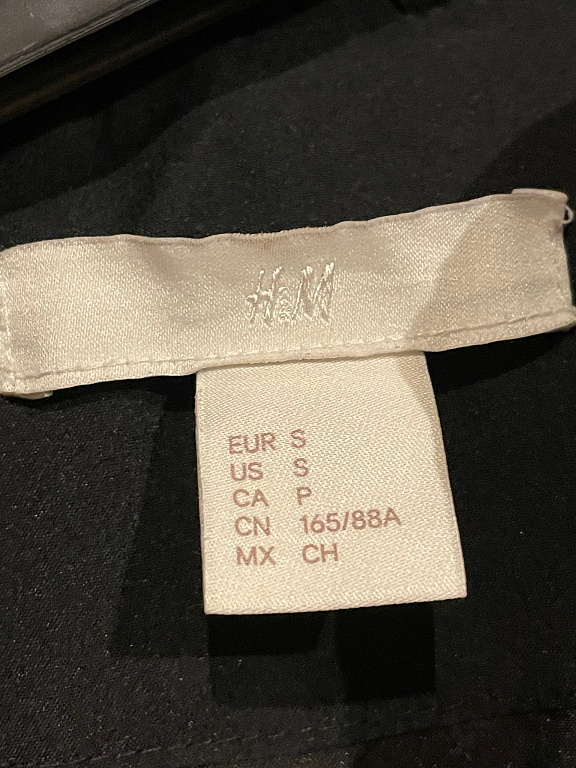 H&M
EUR S
US S
CA P
CN 165/88A
MX CH